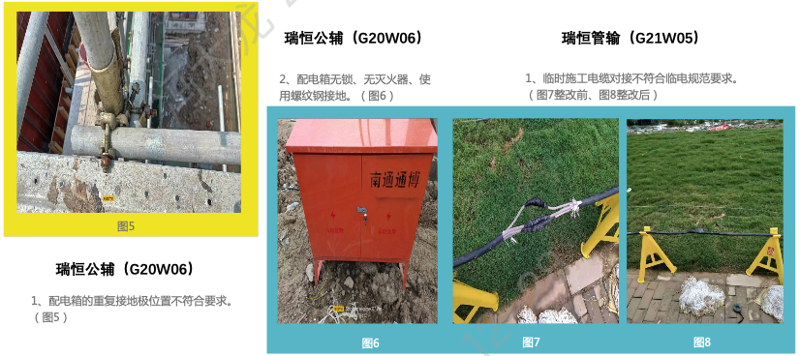 图5
瑞恒公辅（G20W06）
1、配电箱的重复接地极位置不符合要求。
（图5）
瑞恒公辅（G20W06）
2、配电箱无锁、无灭火器、使
用螺纹钢接地。（图6）
南通通博
图6
瑞恒管输（G21W05）
1、临时施工电缆对接不符合临电规范要求。
（图7整改前、图8整改后）
图7
图8